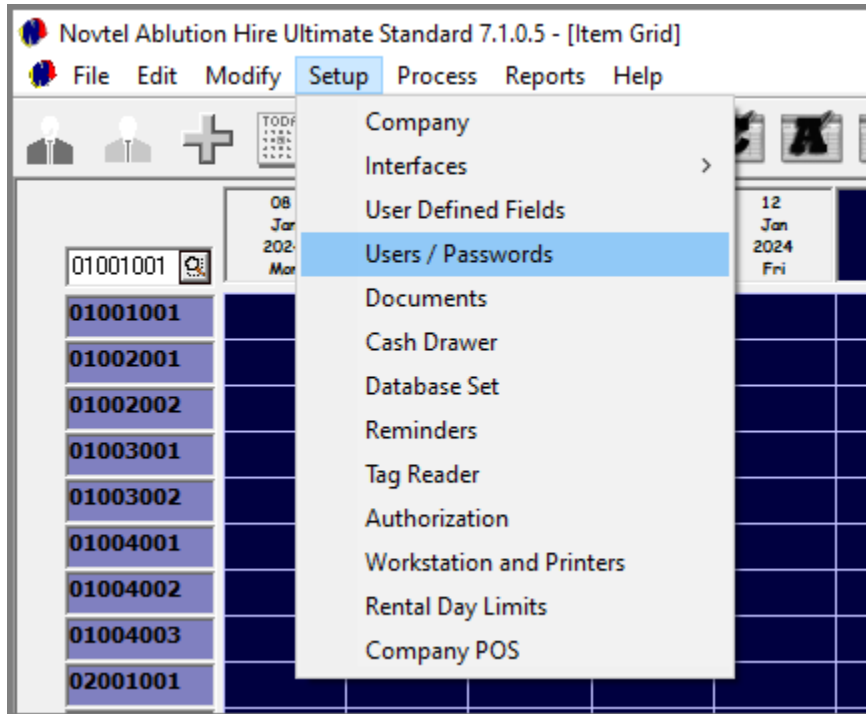 Novtel Ablution Hire Ultimate Standard 7.1.0.5 - [Item Grid]
File Edit Modify Setup Process Reports Help
Company
Interfaces
User Defined Fields
Users / Passwords
Documents
Cash Drawer
Database Set
Reminders
Tag Reader
Authorization
Workstation and Printers
Rental Day Limits
Company POS
A
08
Jan
12
Jan
2024
Fri
01001001
01001001
01002001
01002002
01003001
01003002
01004001
01004002
01004003
02001001